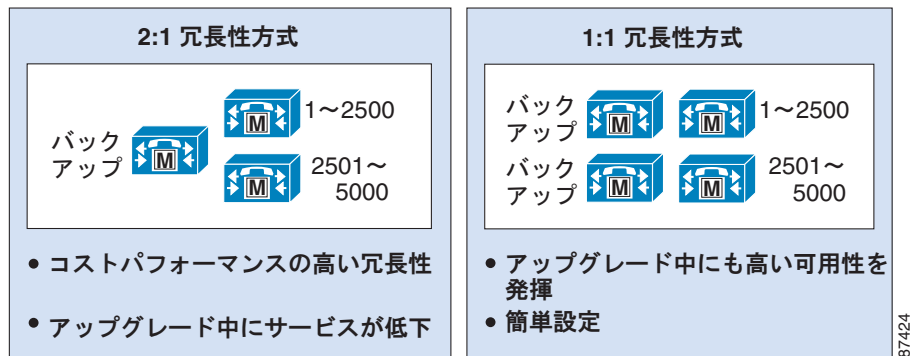 2:1 冗長性方式
バック
アップ
M
M
M
1〜2500
2501〜
5000
• コストパフォーマンスの高い冗長性
• アップグレード中にサービスが低下
1:1 冗長性方式
バック
アップ
M
M
1〜2500
バック
アップ
M
M
2501〜
5000
• アップグレード中にも高い可用性を
発揮
• 簡単設定
87424